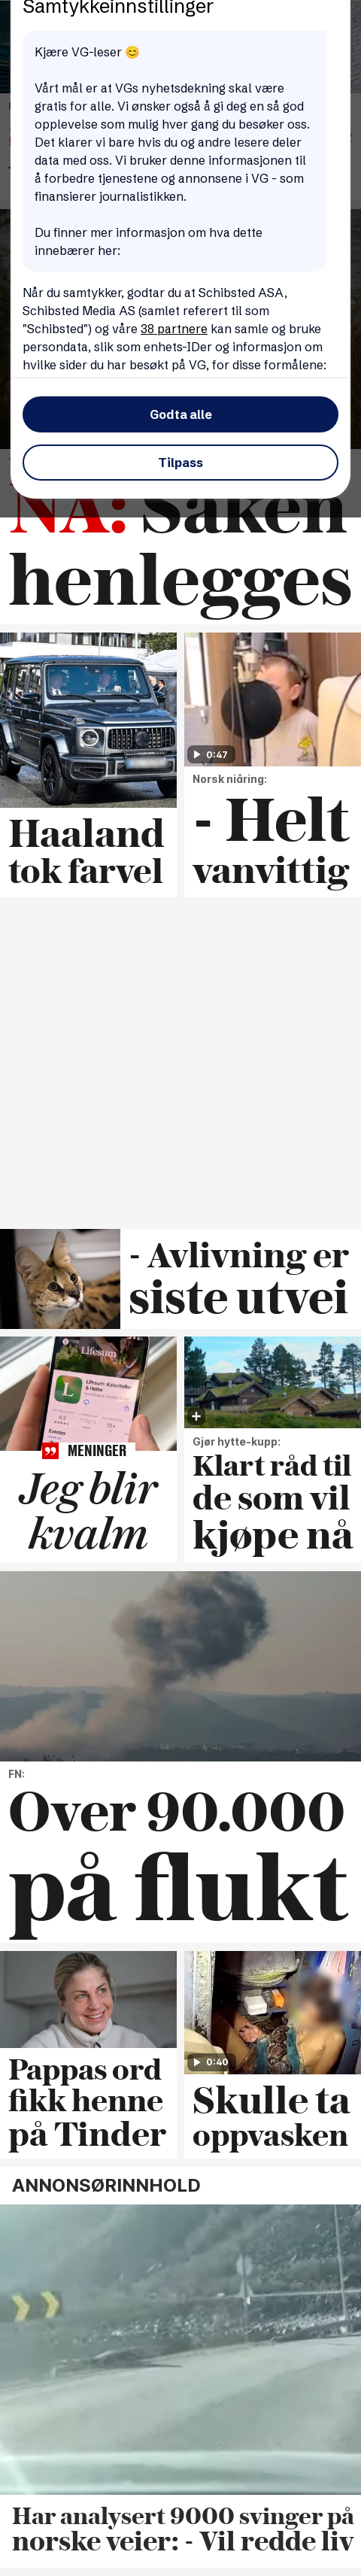 Samtykkeinnstillinger
Kjære VG-leser 😊
Vårt mål er at VGs nyhetsdekning skal være
gratis for alle. Vi ønsker også å gi deg en så god
opplevelse som mulig hver gang du besøker oss.
Det klarer vi bare hvis du og andre lesere deler
data med oss. Vi bruker denne informasjonen til
å forbedre tjenestene og annonsene i VG - som
finansierer journalistikken.
Du finner mer informasjon om hva dette
innebærer her:
Når du samtykker, godtar du at Schibsted ASA,
Schibsted Media AS (samlet referert til som
"Schibsted") og våre 38 partnere kan samle og bruke
persondata, slik som enhets-IDer og informasjon om
hvilke sider du har besøkt på VG, for disse formålene:
Godta alle
Tilpass
NÅ: Saken
henlegges
0:47
Haaland
tok farvel
Norsk niåring:
- Helt
vanvittig
- Avlivning er
siste utvei
Lifesum
MENINGER
Jeg blir
kvalm
Gjør hytte-kupp:
Klart råd til
de som vil
kjøpe nå
FN:
Over 90.000
på flukt
Pappas ord
fikk henne
på Tinder
0:40
Skulle ta
oppvasken
ANNONSØRINNHOLD
Har analysert 9000 svinger på
norske veier: - Vil redde liv